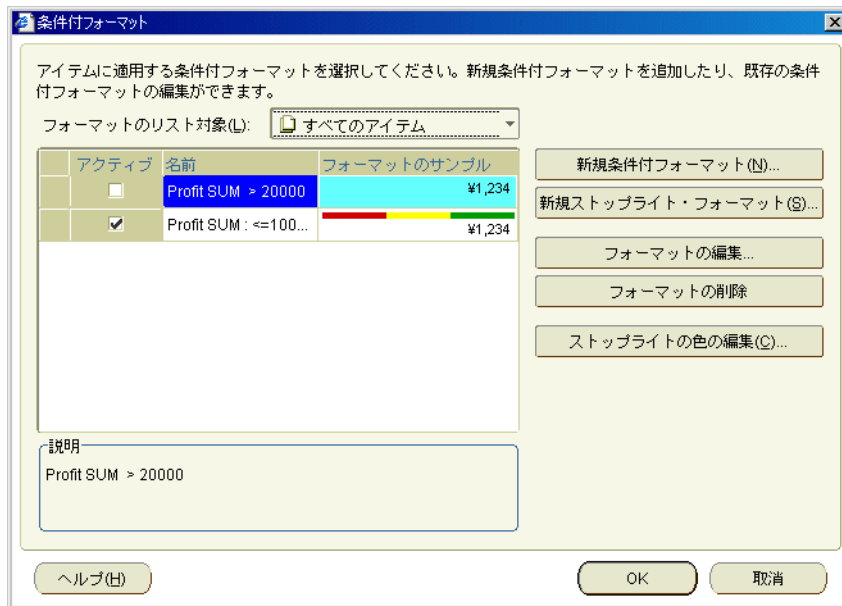 条件付フォーマット
アイテムに適用する条件付フォーマットを選択してください。新規条件付フォーマットを追加したり、既存の条件
付フォーマットの編集ができます。
フォーマットのリスト対象(L): すべてのアイテム
アクティブ 名前 フォーマットのサンプル
Profit SUM > 20000 ¥1,234
Profit SUM : <=100... ¥1,234
新規条件付フォーマット(N)...
新規ストップライト・フォーマット(S)...
フォーマットの編集...
フォーマットの削除
ストップライトの色の編集(C)...
説明
Profit SUM > 20000
ヘルプ(H) OK 取消